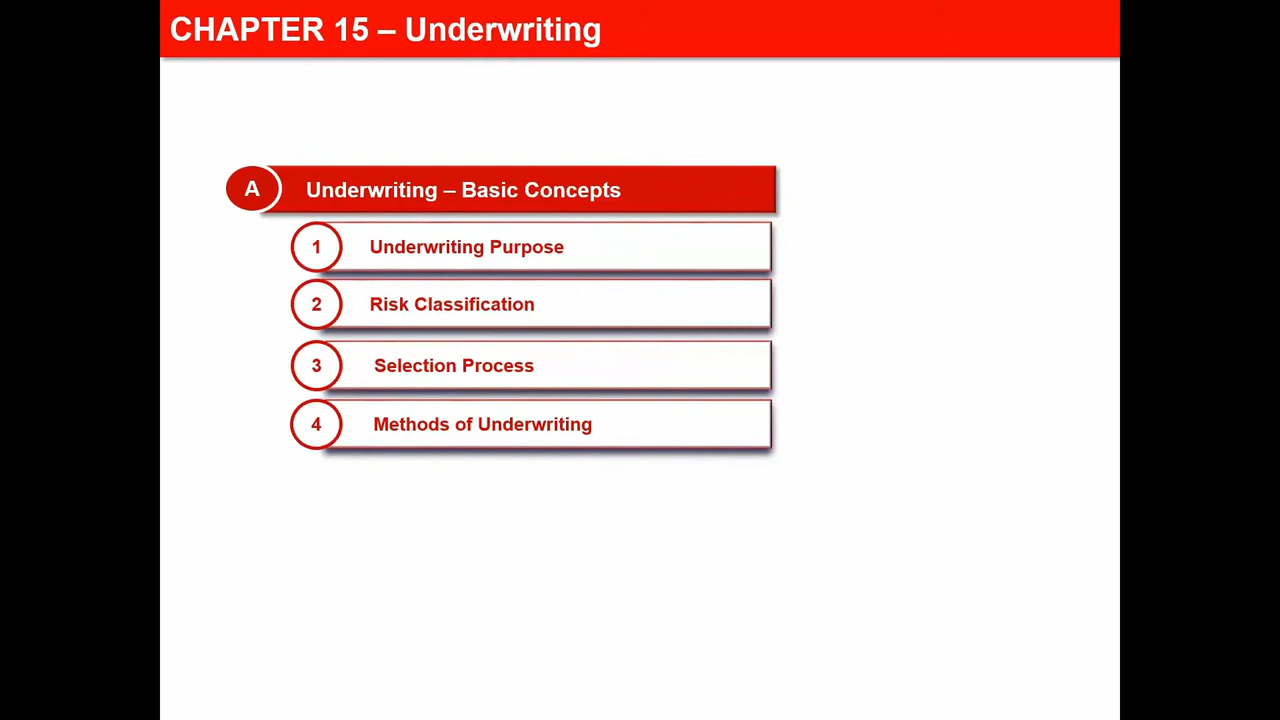 CHAPTER 15 – Underwriting
A Underwriting – Basic Concepts
1 Underwriting Purpose
2 Risk Classification
3 Selection Process
4 Methods of Underwriting